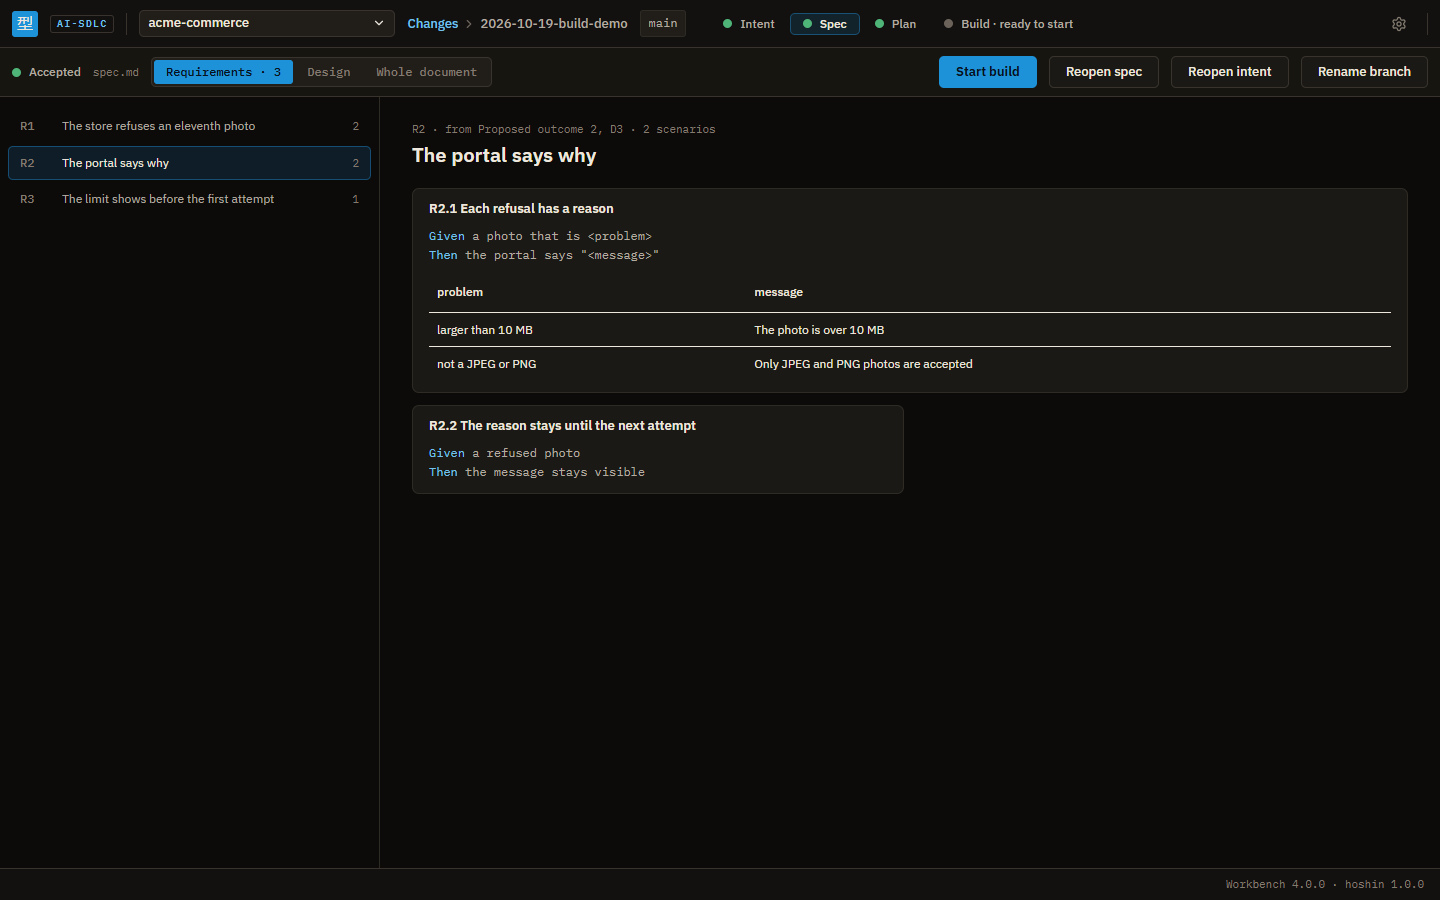 型 AI-SDLC acme-commerce Changes > 2026-10-19-build-demo main Intent Spec Plan Build · ready to start
Accepted spec.md Requirements · 3 Design Whole document Start build Reopen spec Reopen intent Rename branch
R1 The store refuses an eleventh photo 2
R2 The portal says why 2
R3 The limit shows before the first attempt 1
R2 · from Proposed outcome 2, D3 · 2 scenarios
The portal says why
R2.1 Each refusal has a reason
Given a photo that is <problem>
Then the portal says "<message>"
problem message
larger than 10 MB The photo is over 10 MB
not a JPEG or PNG Only JPEG and PNG photos are accepted
R2.2 The reason stays until the next attempt
Given a refused photo
Then the message stays visible
Workbench 4.0.0 · hoshin 1.0.0